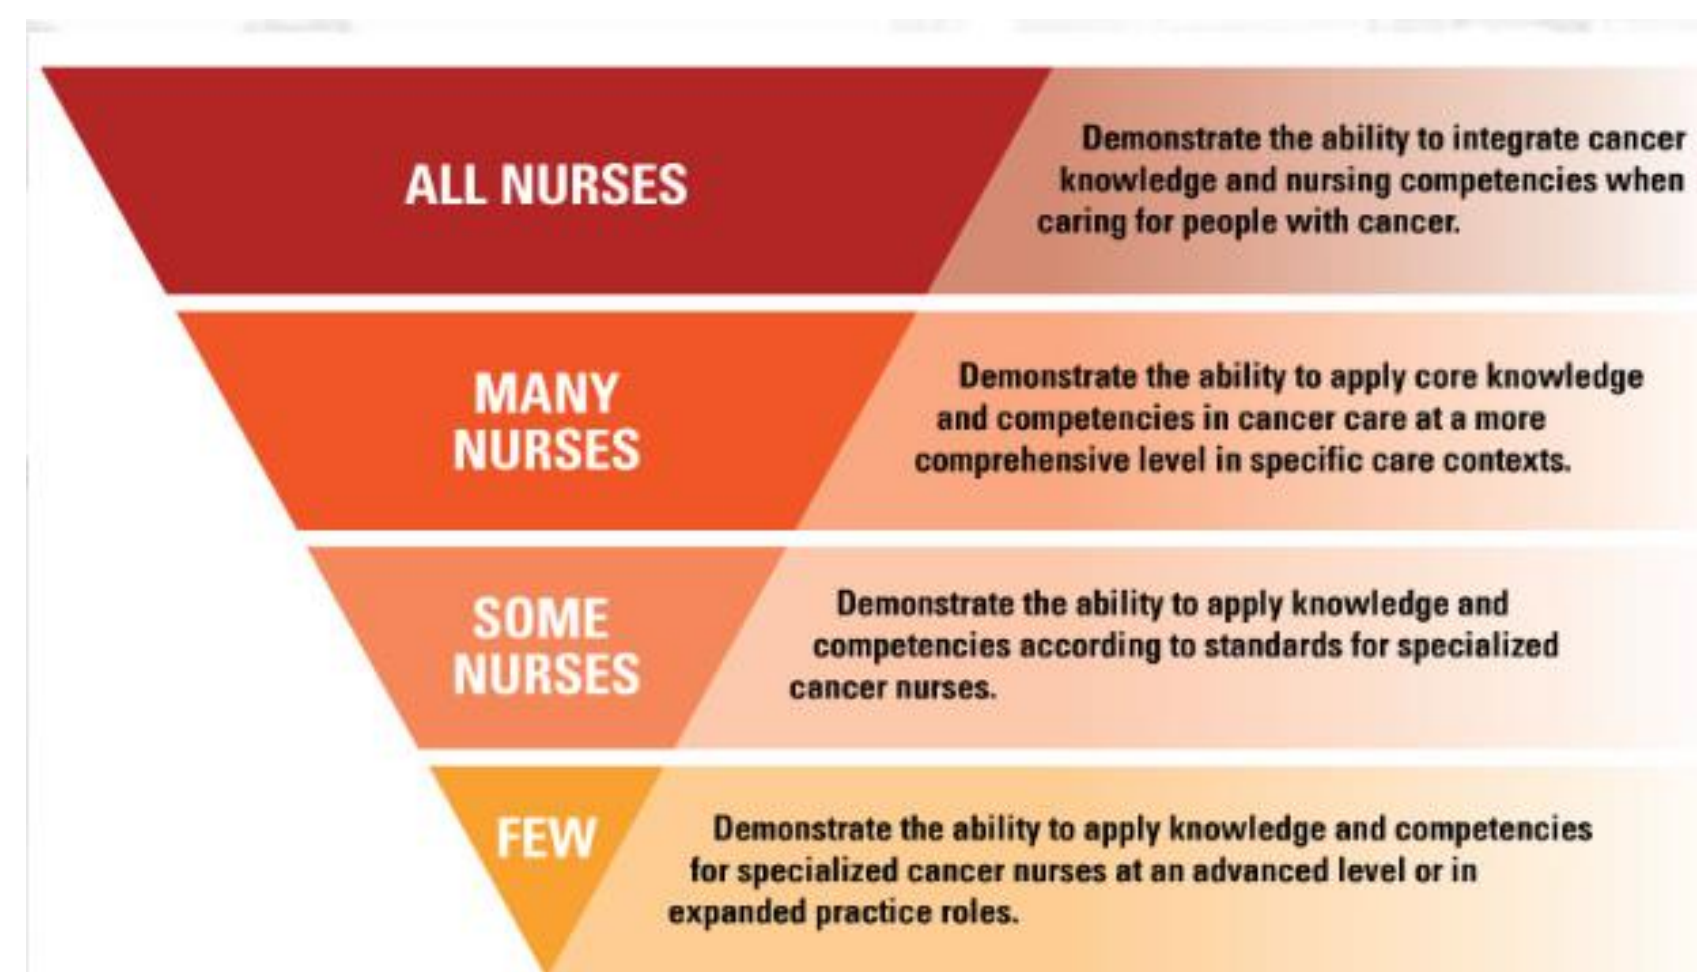 ALL NURSES
Demonstrate the ability to integrate cancer
knowledge and nursing competencies when
caring for people with cancer.
MANY
NURSES
Demonstrate the ability to apply core knowledge
and competencies in cancer care at a more
comprehensive level in specific care contexts.
SOME
NURSES
Demonstrate the ability to apply knowledge and
competencies according to standards for specialized
cancer nurses.
FEW
Demonstrate the ability to apply knowledge and competencies
for specialized cancer nurses at an advanced level or in
expanded practice roles.